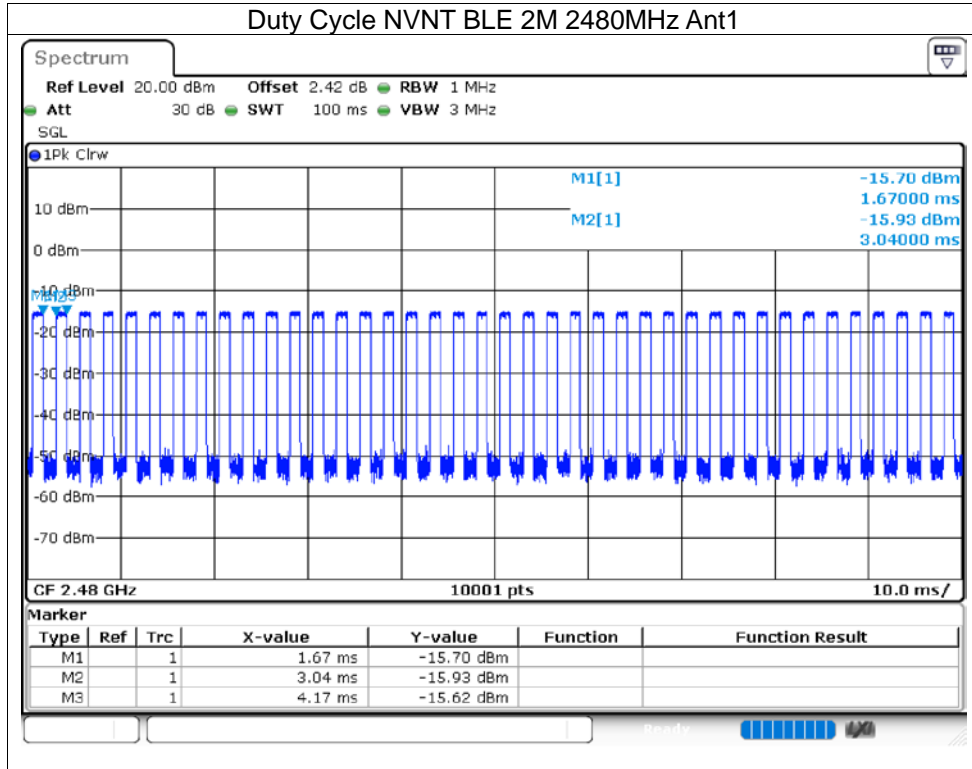 Duty Cycle NVNT BLE 2M 2480MHz Ant1
Spectrum
Ref Level 20.00 dBm Offset 2.42 dB RBW 1 MHz
Att 30 dB SWT 100 ms VBW 3 MHz
SGL
1Pk Clrw
M1[1] -15.70 dBm
1.67000 ms
10 dBm
M2[1] -15.93 dBm
3.04000 ms
0 dBm
-10 dBm
-20 dBm
-30 dBm
-40 dBm
-50 dBm
-60 dBm
-70 dBm
CF 2.48 GHz 10001 pts 10.0 ms/
Marker
Type Ref Trc X-value Y-value Function Function Result
M1 1 1.67 ms -15.70 dBm
M2 1 3.04 ms -15.93 dBm
M3 1 4.17 ms -15.62 dBm
Ready